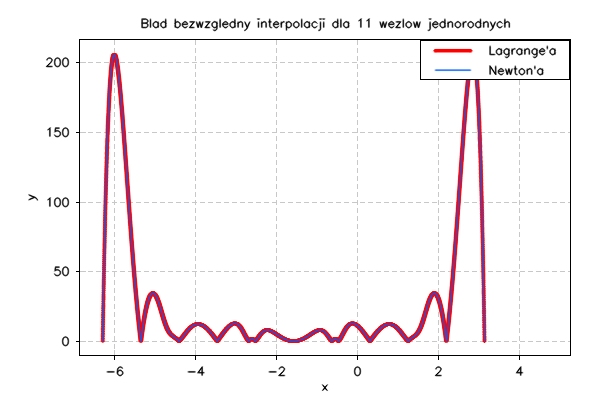 Blad bezwzgledny interpolacji dla 11 wezlow jednorodnych
Lagrange'a
Newton'a
200
150
100
50
0
y
−6 −4 −2 0 2 4
x